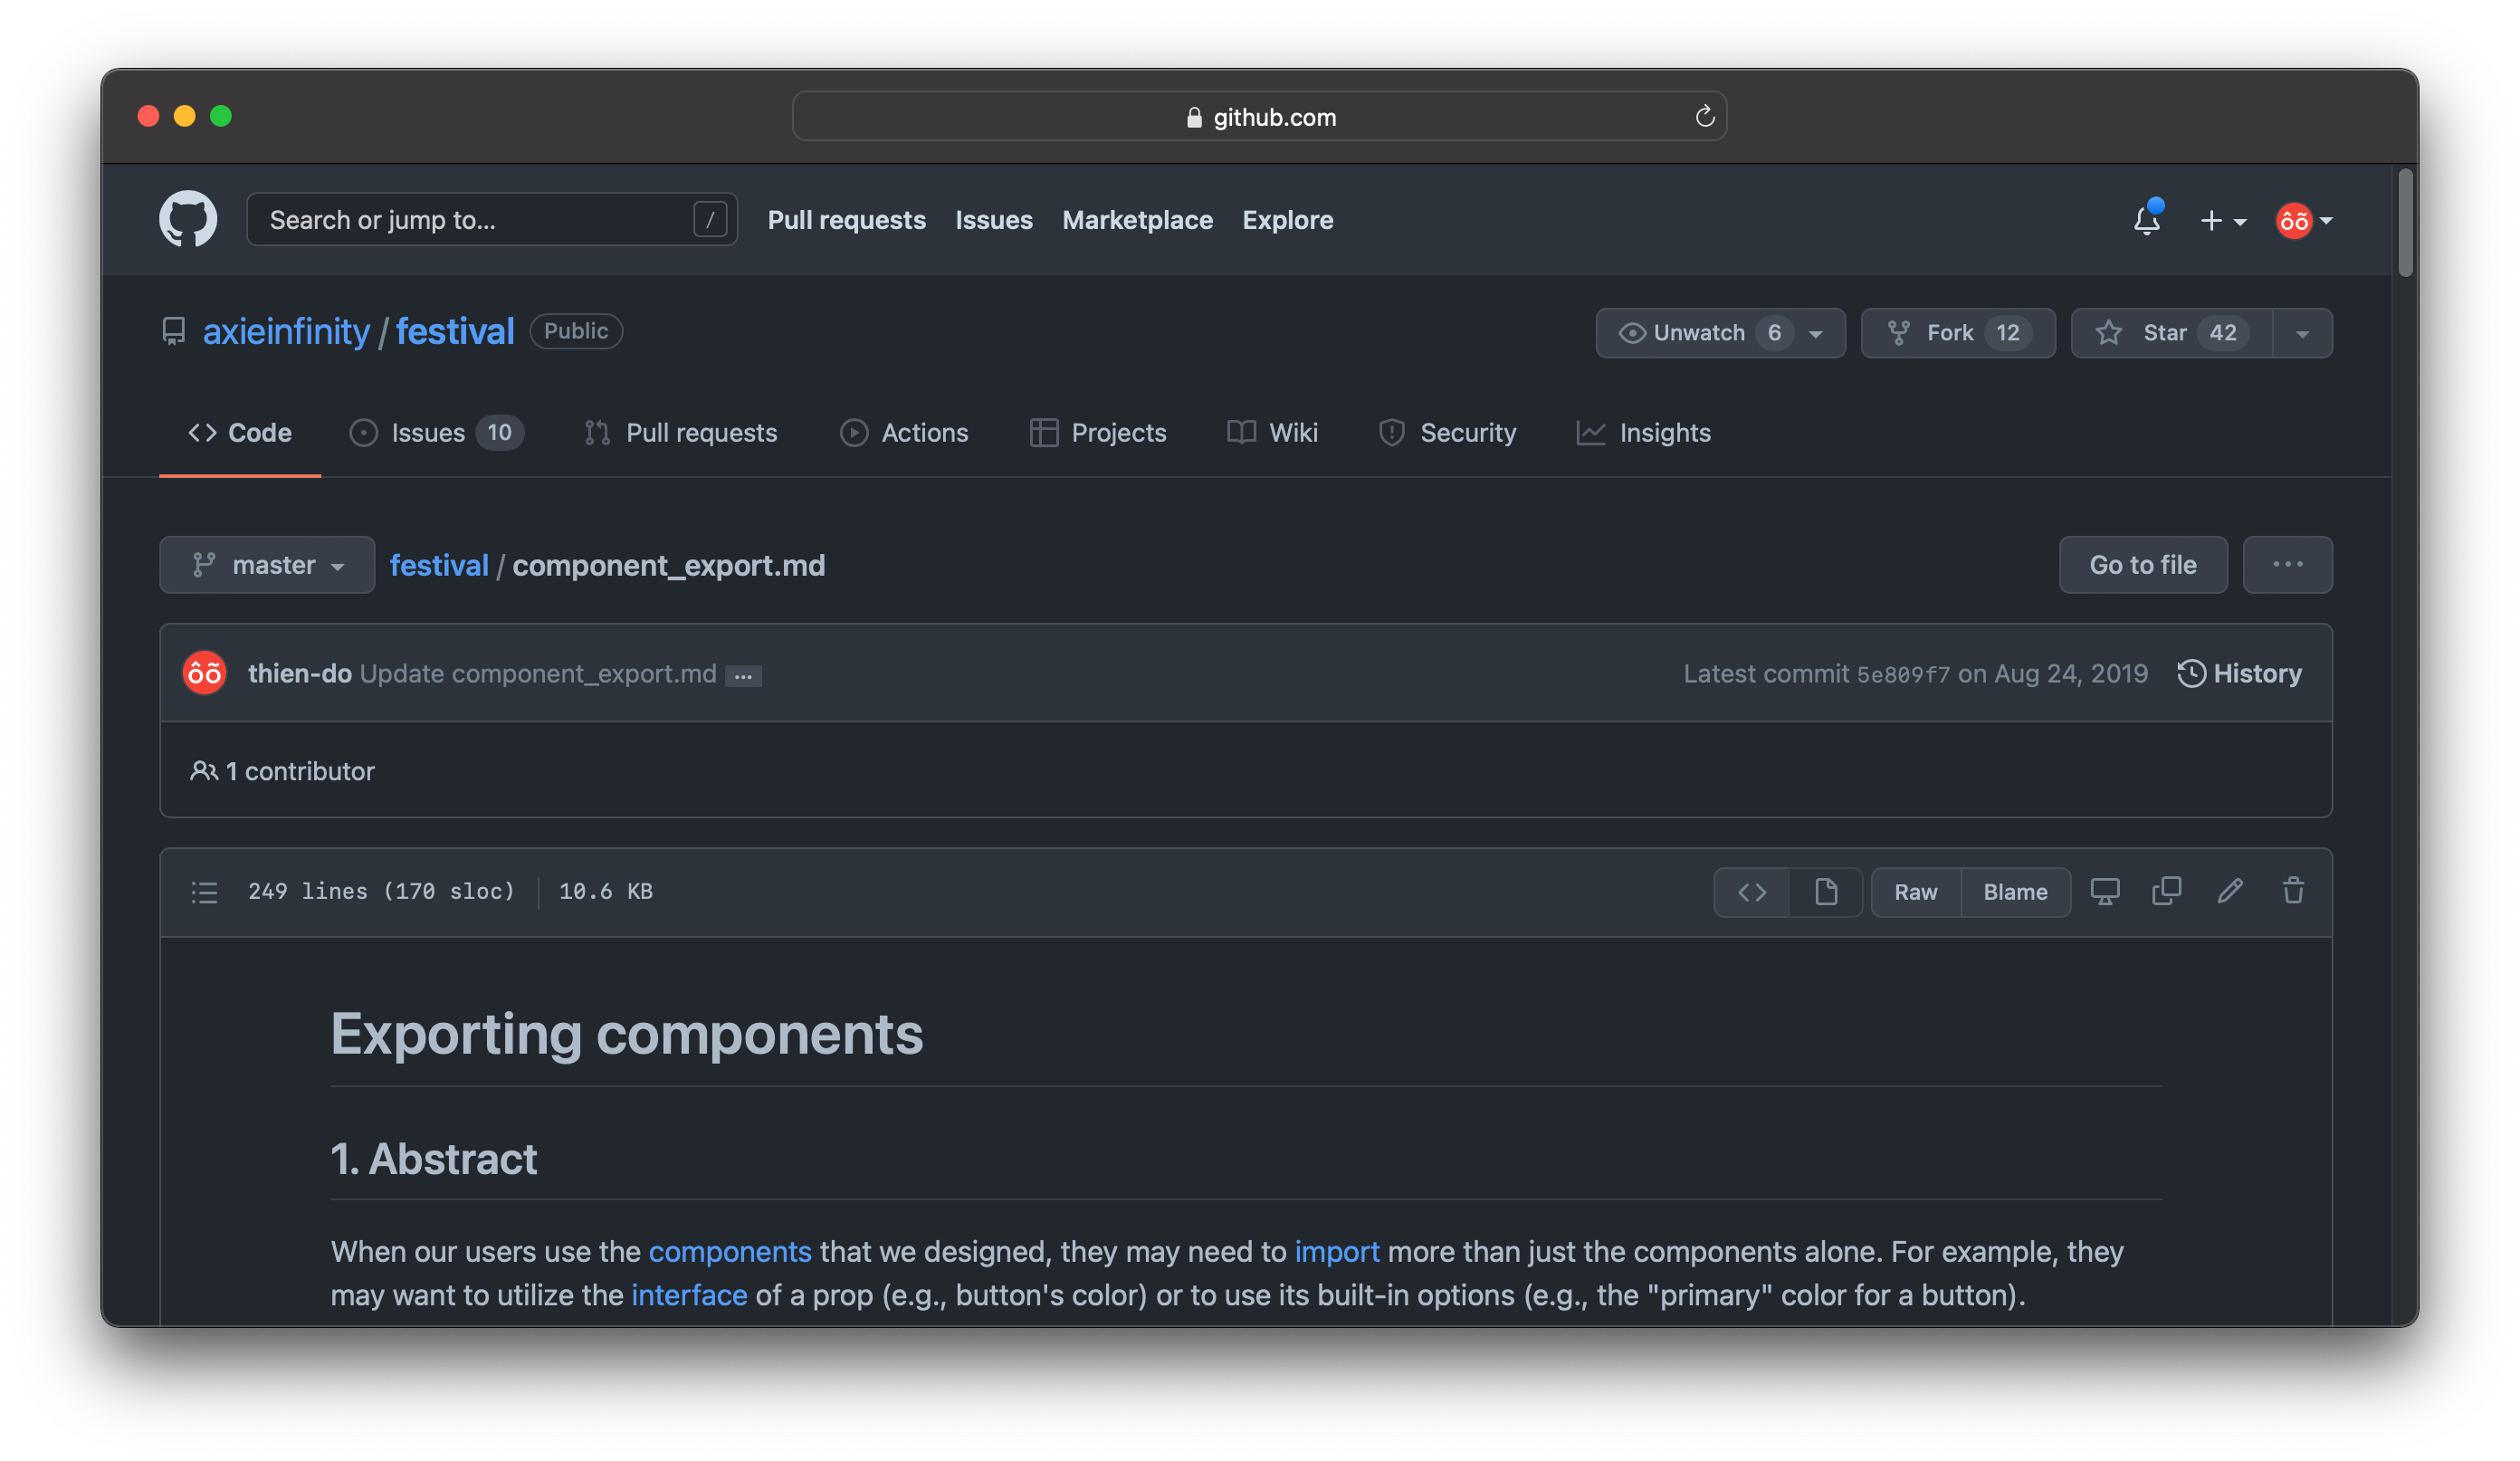 github.com
Search or jump to... /
Pull requests Issues Marketplace Explore
axieinfinity / festival Public
Unwatch 6 Fork 12 Star 42
Code Issues 10 Pull requests Actions Projects Wiki Security Insights
master festival / component_export.md Go to file ...
ôõ thien-do Update component_export.md ... Latest commit 5e809f7 on Aug 24, 2019 History
1 contributor
249 lines (170 sloc) 10.6 KB Raw Blame
Exporting components
1. Abstract
When our users use the components that we designed, they may need to import more than just the components alone. For example, they
may want to utilize the interface of a prop (e.g., button's color) or to use its built-in options (e.g., the "primary" color for a button).